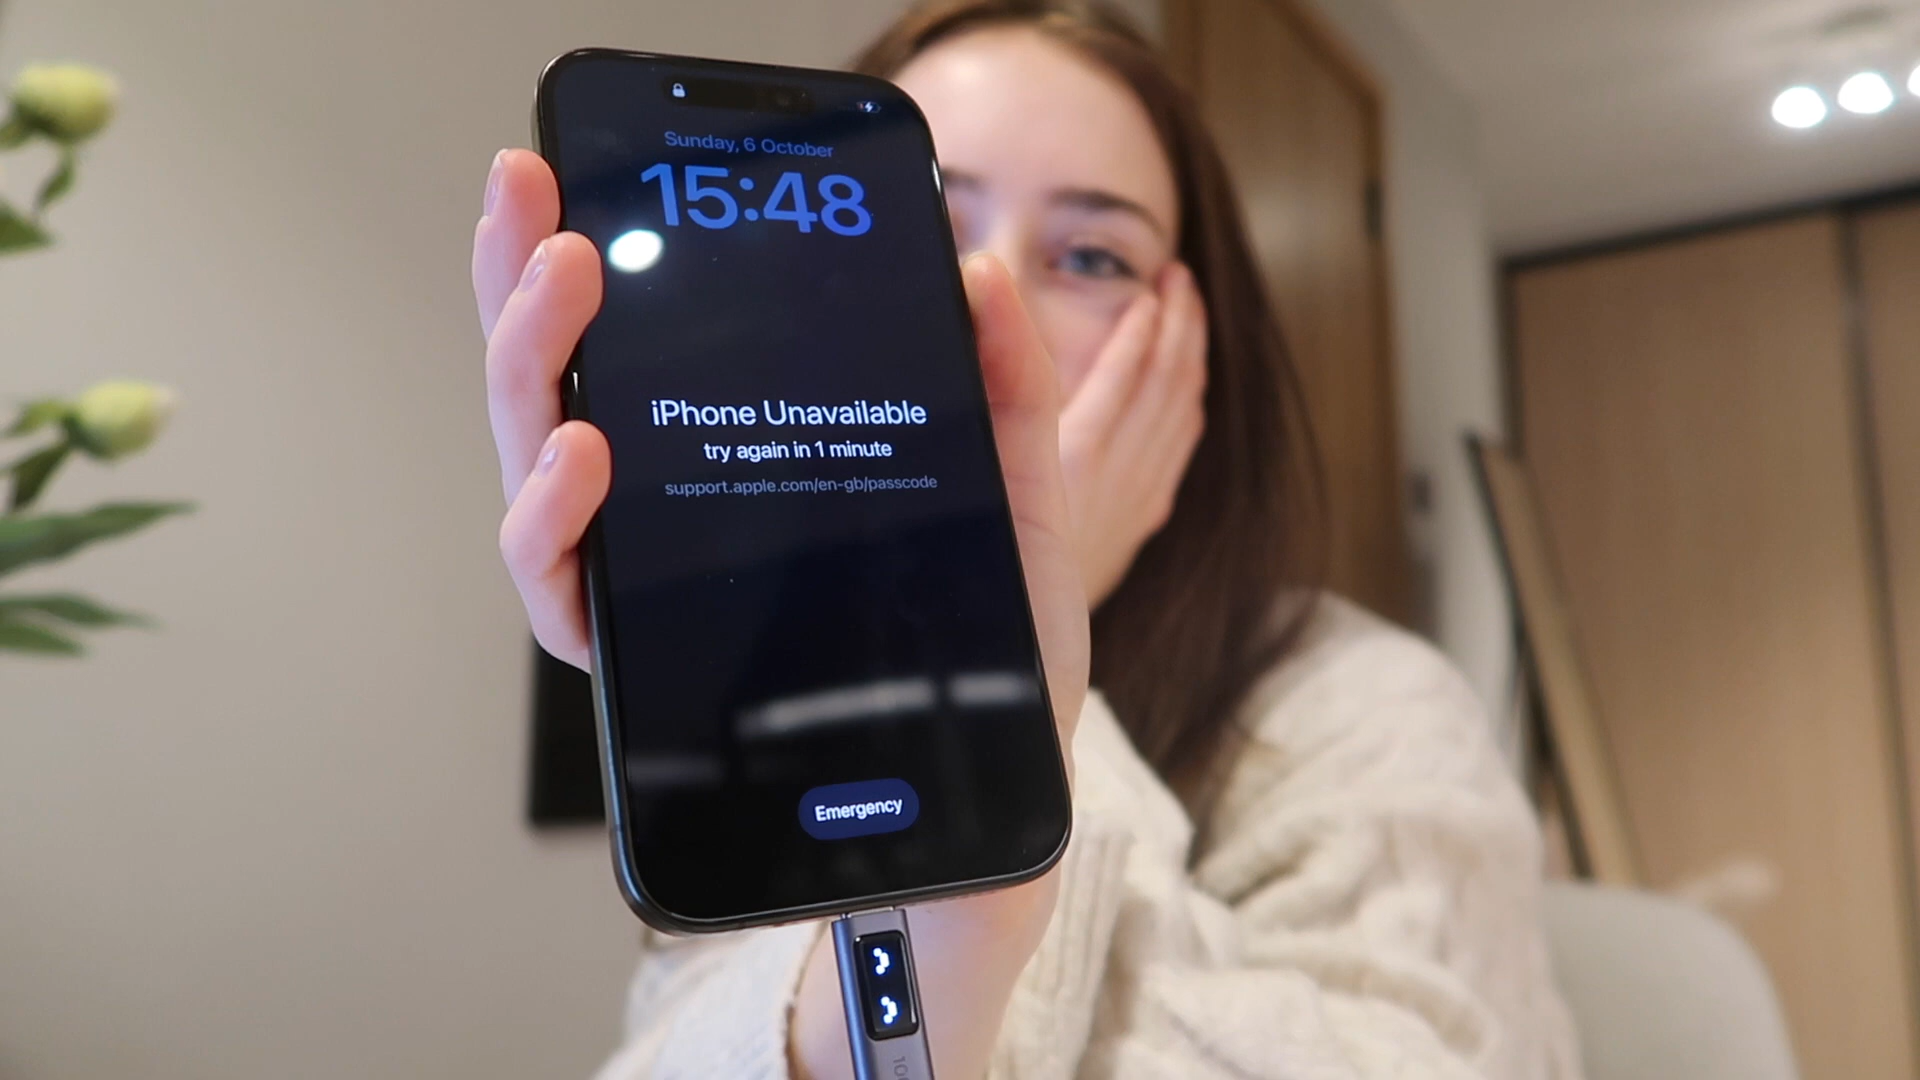 Sunday, 6 October
15:48
iPhone Unavailable
try again in 1 minute
support.apple.com/en-gb/passcode
Emergency